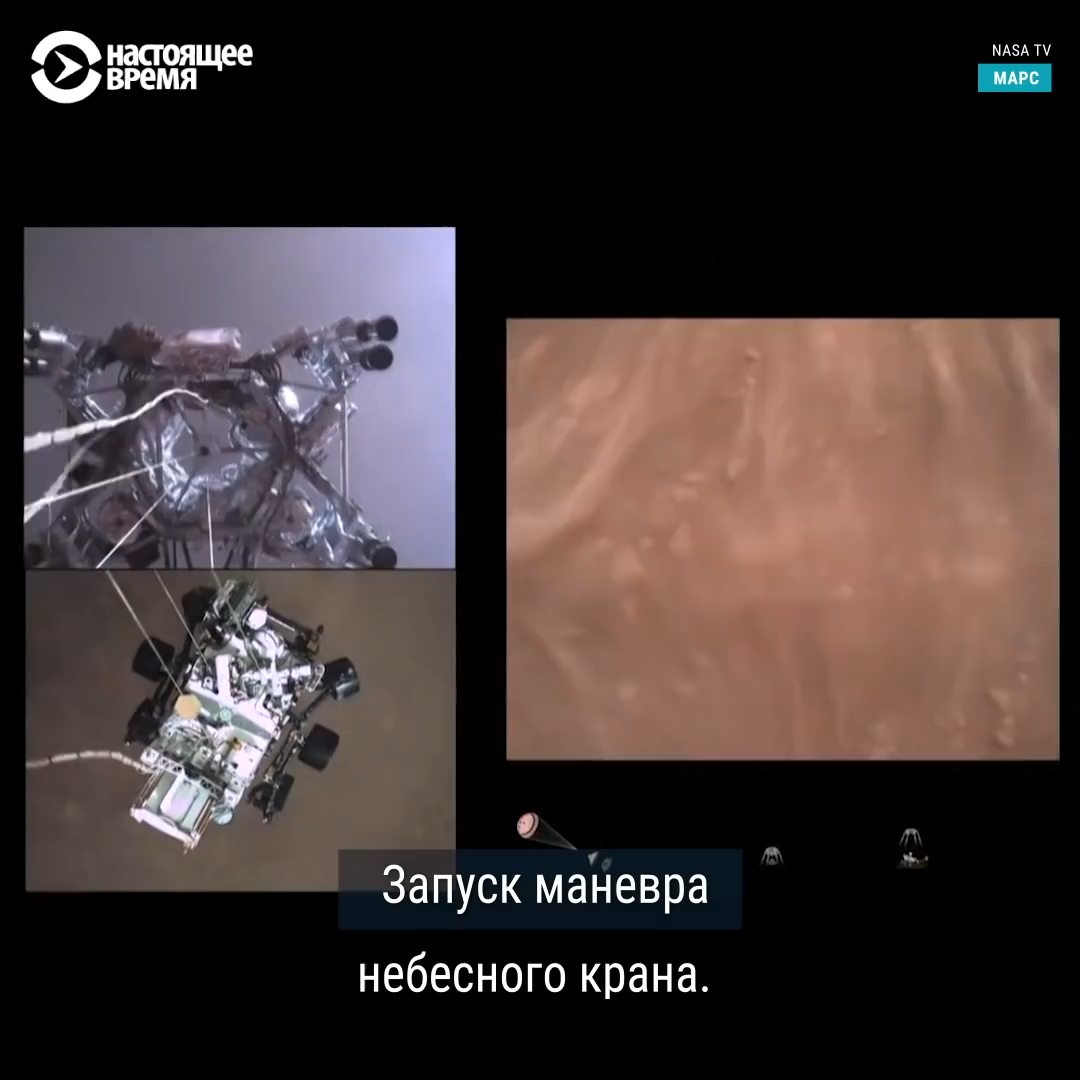 НАСТОЯЩЕЕ
ВРЕМЯ
NASA TV
МАРС
Запуск маневра
небесного крана.